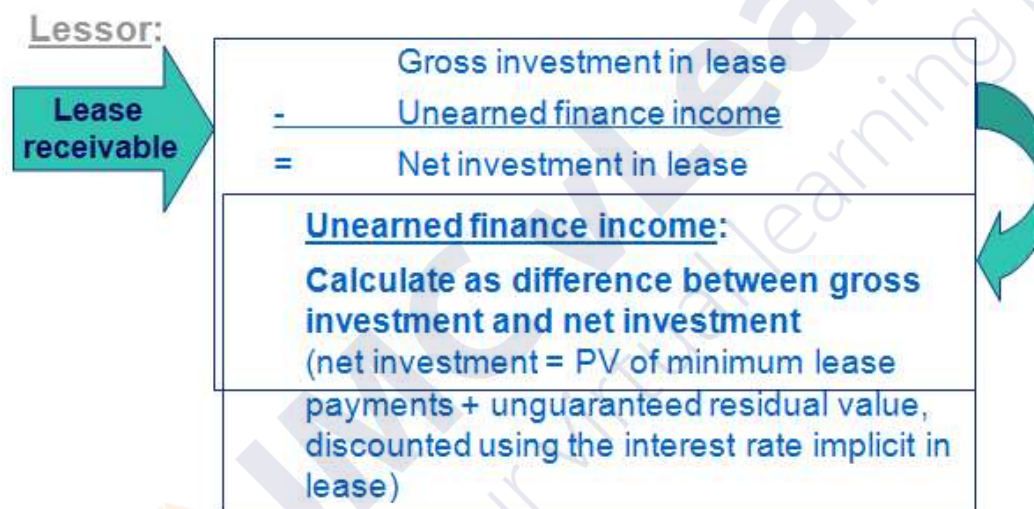 Lessor:
Lease
receivable
Gross investment in lease
- Unearned finance income
= Net investment in lease
Unearned finance income:
Calculate as difference between gross
investment and net investment
(net investment = PV of minimum lease
payments + unguaranteed residual value,
discounted using the interest rate implicit in
lease)